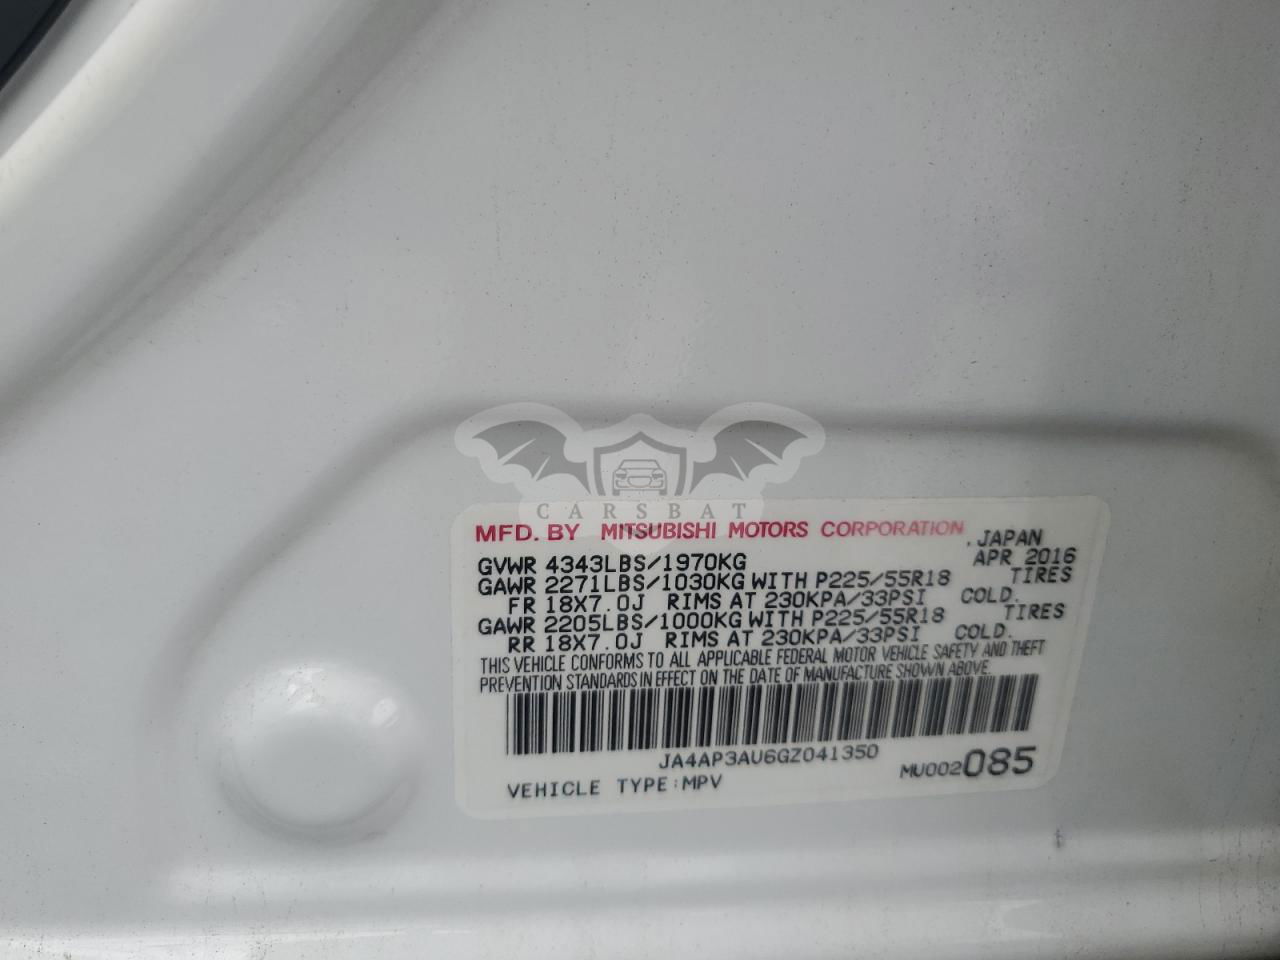 CARSBAT
MFD. BY MITSUBISHI MOTORS CORPORATION, JAPAN
GVWR 4343LBS/1970KG APR 2016
GAWR 2271LBS/1030KG WITH P225/55R18 TIRES
FR 18X7.0J RIMS AT 230KPA/33PSI COLD.
GAWR 2205LBS/1000KG WITH P225/55R18 TIRES
RR 18X7.0J RIMS AT 230KPA/33PSI COLD.
THIS VEHICLE CONFORMS TO ALL APPLICABLE FEDERAL MOTOR VEHICLE SAFETY AND THEFT
PREVENTION STANDARDS IN EFFECT ON THE DATE OF MANUFACTURE SHOWN ABOVE.
JA4AP3AU6GZ041350
VEHICLE TYPE:MPV MU002085